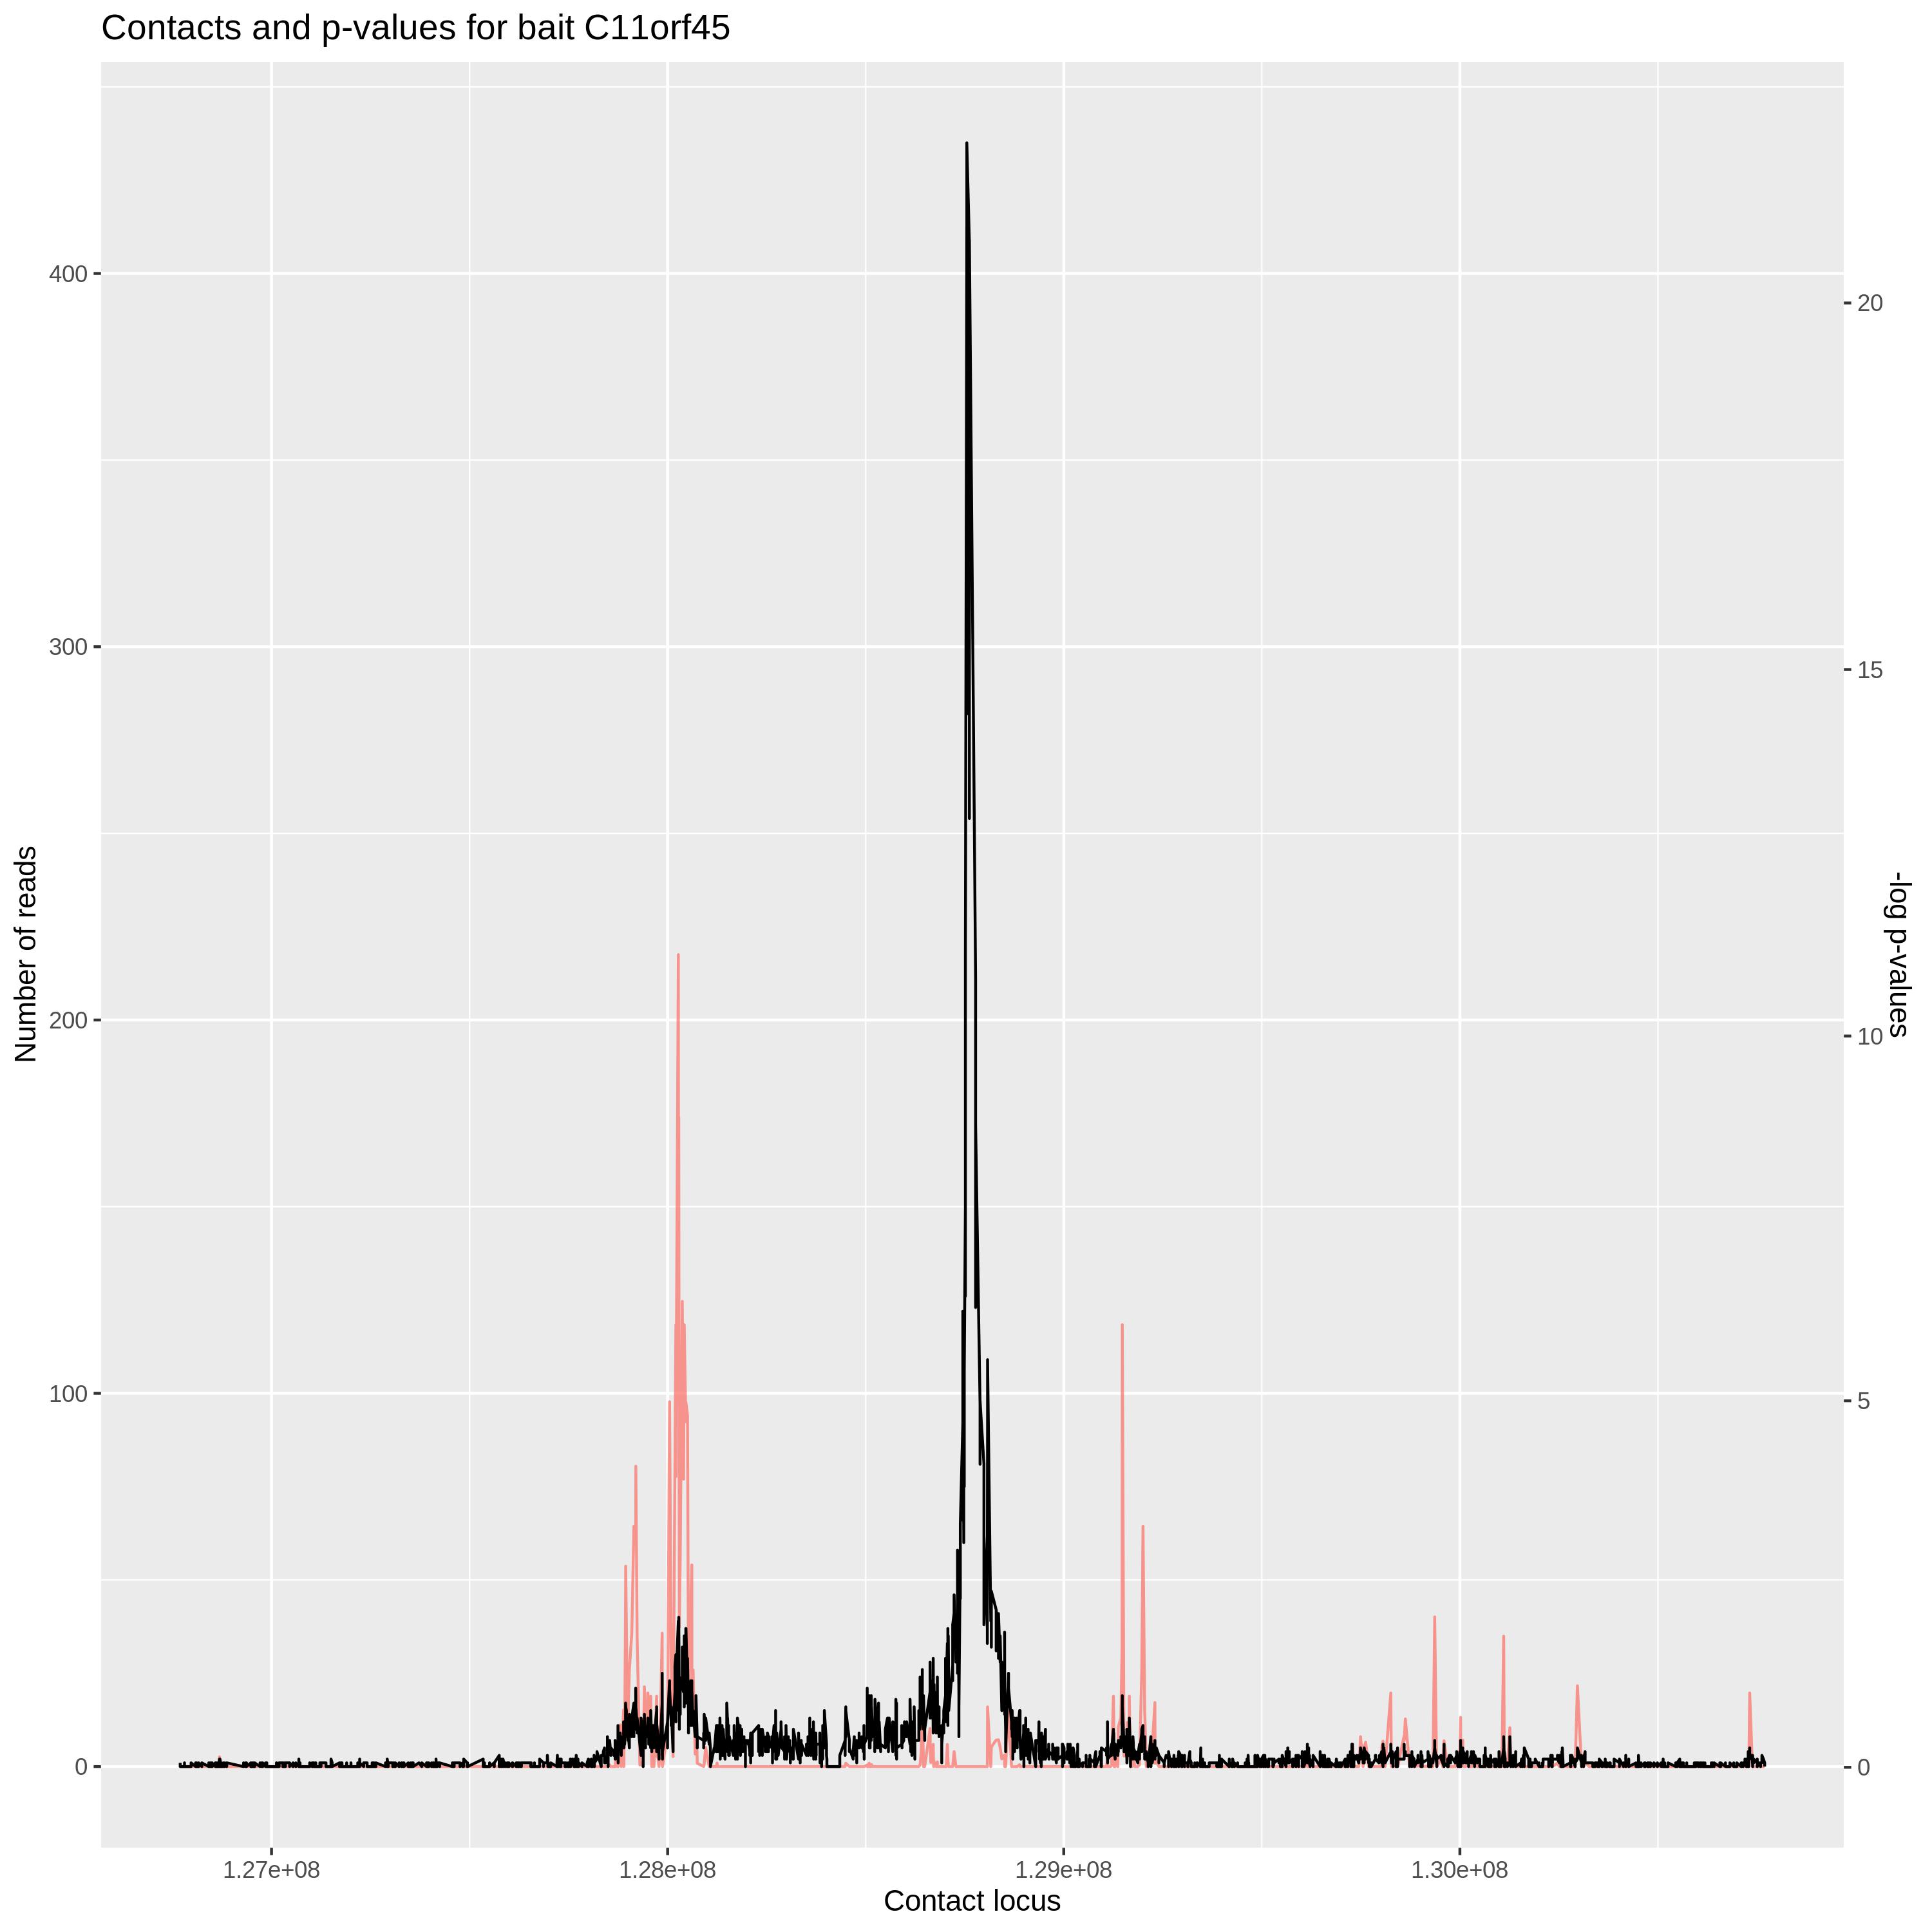 Contacts and p-values for bait C11orf45
Number of reads
400
300
200
100
0
20
15
10
5
0
-log p-values
1.27e+08 1.28e+08 1.29e+08 1.30e+08
Contact locus